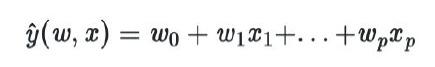 ŷ(w, x) = w₀ + w₁x₁+. . . +wₚxₚ